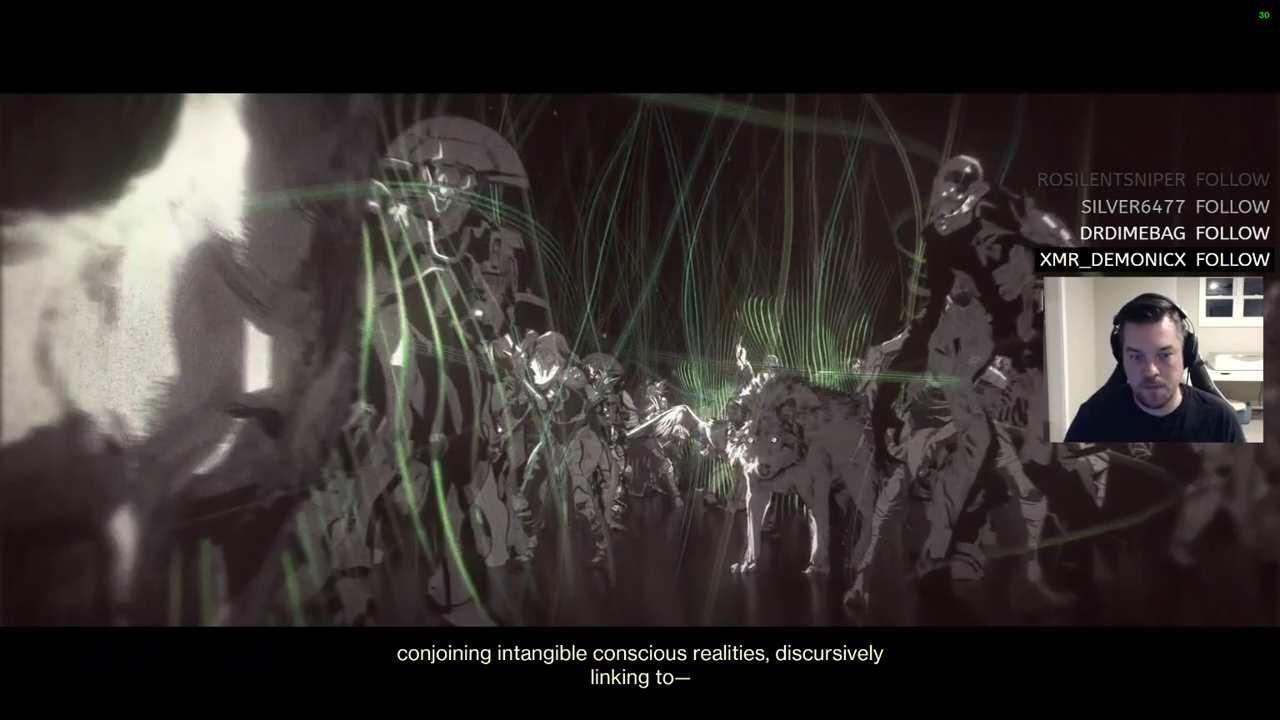 30
ROSILENTSNIPER FOLLOW
SILVER6477 FOLLOW
DRDIMEBAG FOLLOW
XMR_DEMONICX FOLLOW
conjoining intangible conscious realities, discursively
linking to—